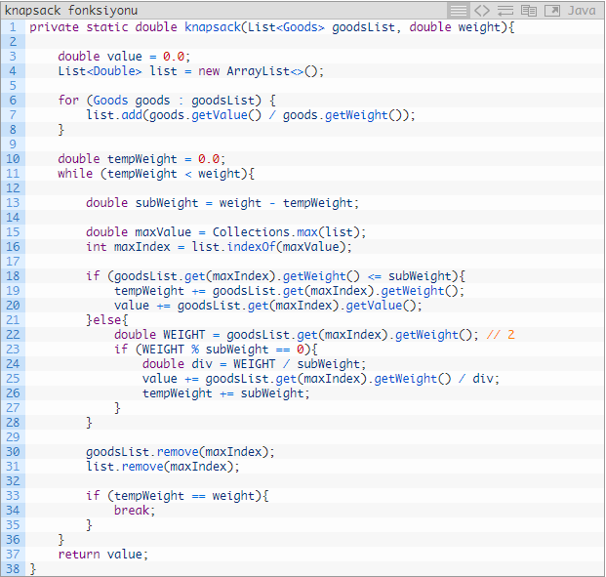 knapsack fonksiyonu Java
1 private static double knapsack(List<Goods> goodsList, double weight){
2
3     double value = 0.0;
4     List<Double> list = new ArrayList<>();
5
6     for (Goods goods : goodsList) {
7         list.add(goods.getValue() / goods.getWeight());
8     }
9
10     double tempWeight = 0.0;
11     while (tempWeight < weight){
12
13         double subWeight = weight - tempWeight;
14
15         double maxValue = Collections.max(list);
16         int maxIndex = list.indexOf(maxValue);
17
18         if (goodsList.get(maxIndex).getWeight() <= subWeight){
19             tempWeight += goodsList.get(maxIndex).getWeight();
20             value += goodsList.get(maxIndex).getValue();
21         }else{
22             double WEIGHT = goodsList.get(maxIndex).getWeight(); // 2
23             if (WEIGHT % subWeight == 0){
24                 double div = WEIGHT / subWeight;
25                 value += goodsList.get(maxIndex).getWeight() / div;
26                 tempWeight += subWeight;
27             }
28         }
29
30         goodsList.remove(maxIndex);
31         list.remove(maxIndex);
32
33         if (tempWeight == weight){
34             break;
35         }
36     }
37     return value;
38 }